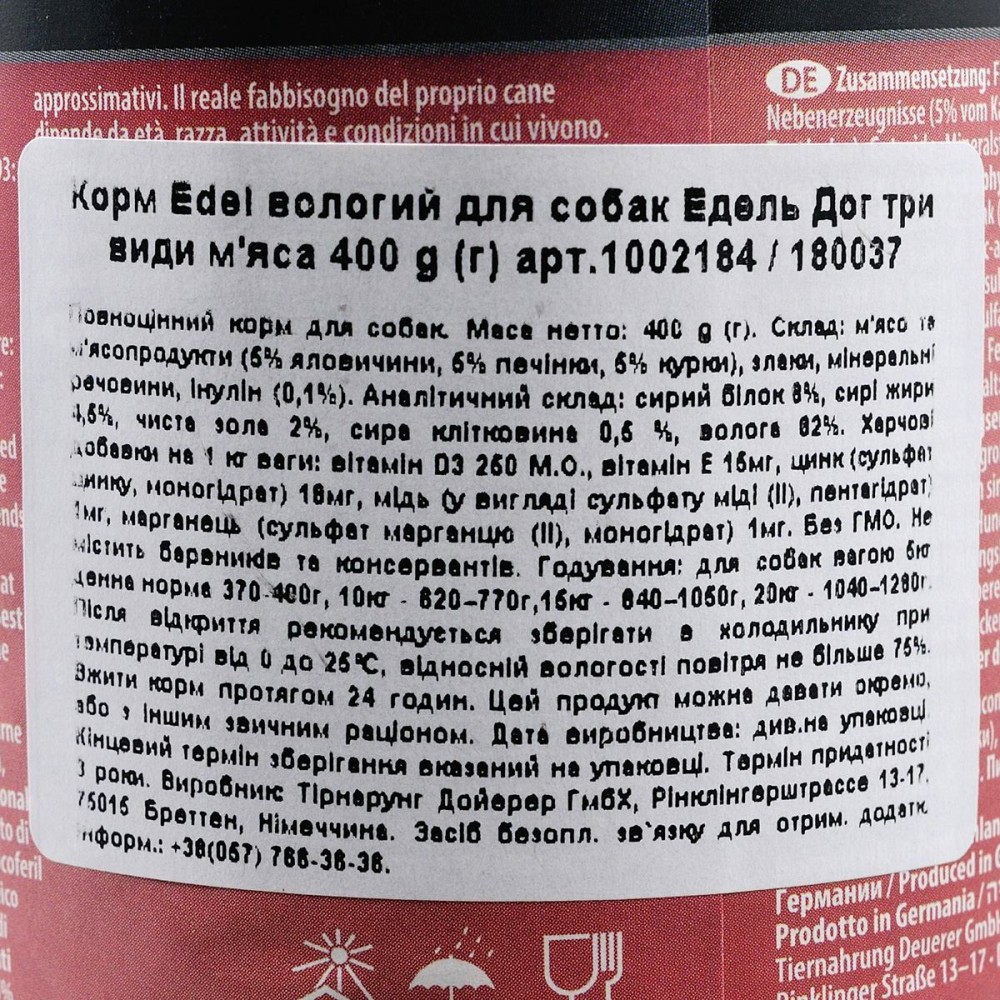 approssimativi. Il reale fabbisogno del proprio cane
dipende da età, razza, attività e condizioni in cui vivono.
DE Zusammensetzung:
Nebenerzeugnisse (5% vom
Корм Edel вологий для собак Едель Дог три
види м'яса 400 g (г) арт.1002184 / 180037
Повноцінний корм для собак. Маса нетто: 400 g (г). Склад: м'ясо та
м'ясопродукти (5% яловичини, 5% печінки, 5% курки), злаки, мінеральні
речовини, інулін (0,1%). Аналітичний склад: сирий білок 8%, сирі жири
4,5%, чиста зола 2%, сира клітковина 0,5 %, волога 82%. Харчові
добавки на 1 кг ваги: вітамін D3 250 М.О., вітамін Е 15мг, цинк (сульфат
цинку, моногідрат) 18мг, мідь (у вигляді сульфату міді (II), пентагідрат)
1мг, марганець (сульфат марганцю (II), моногідрат) 1мг. Без ГМО. Не
містить барвників та консервантів. Годування: для собак вагою 5кг
денна норма 370-400г, 10кг - 620-770г,15кг - 840-1050г, 20кг - 1040-1280г.
Після відкриття рекомендується зберігати в холодильнику при
температурі від 0 до 25°С, відносній вологості повітря не більше 75%.
Вжити корм протягом 24 годин. Цей продукт можна давати окремо,
або з іншим звичним раціоном. Дата виробництва: див.на упаковці.
Кінцевий термін зберігання вказаний на упаковці. Термін придатності
3 роки. Виробник Тірнарунг Дойерер ГмбХ, Рінклінгерштрассе 13-17.
75015 Бреттен, Німеччина. Засіб безопл. зв`язку для отрим. додатк.
інформ.: +38(057) 766-36-36.
Германии / Produced in
Prodotto in Germania /
Tiernahrung Deuerer GmbH
Rinklinger Straße 13–17 ·